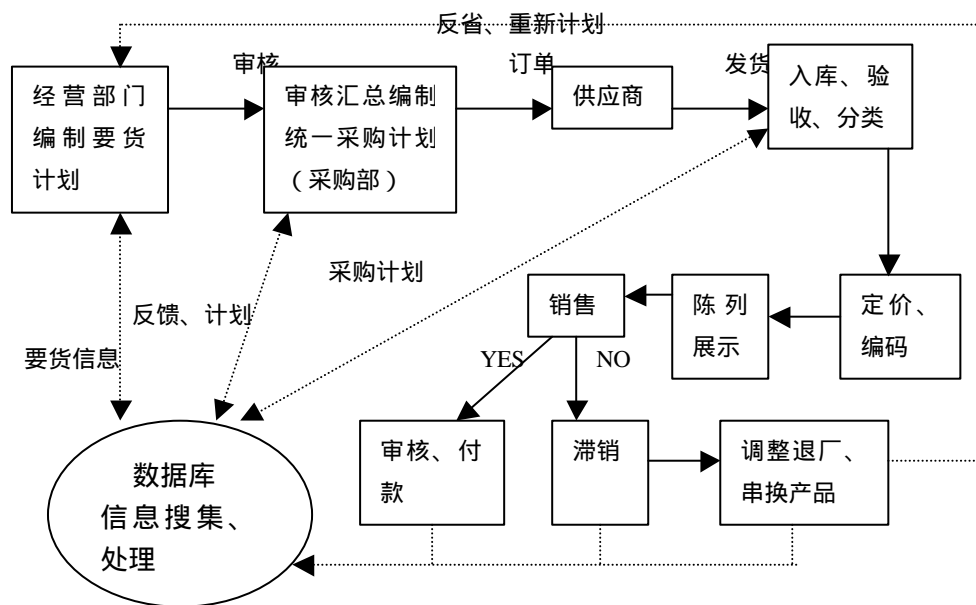 反省、重新计划
审核
订单
发货
经营部门
编制要货
计划
审核汇总编制
统一采购计划
(采购部)
供应商
入库、验
收、分类
采购计划
反馈、计划
要货信息
销售
陈列
展示
定价、
编码
YES
NO
审核、付
款
滞销
调整退厂、
串换产品
数据库
信息搜集、
处理